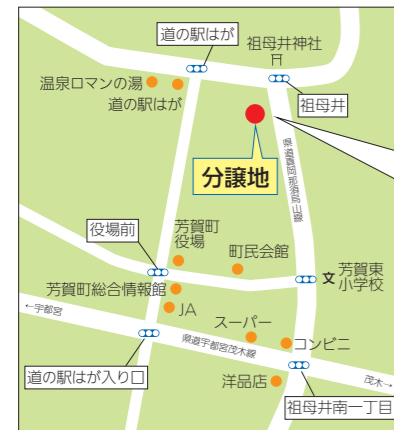 道の駅はが
祖母井神社
温泉ロマンの湯
道の駅はが
祖母井
分譲地
県道真岡那須烏山線
役場前
芳賀町
役場
町民会館
文 芳賀東
小学校
芳賀町総合情報館
JA
←宇都宮
スーパー
県道宇都宮茂木線
コンビニ
道の駅はが入り口
洋品店
茂木→
祖母井南一丁目